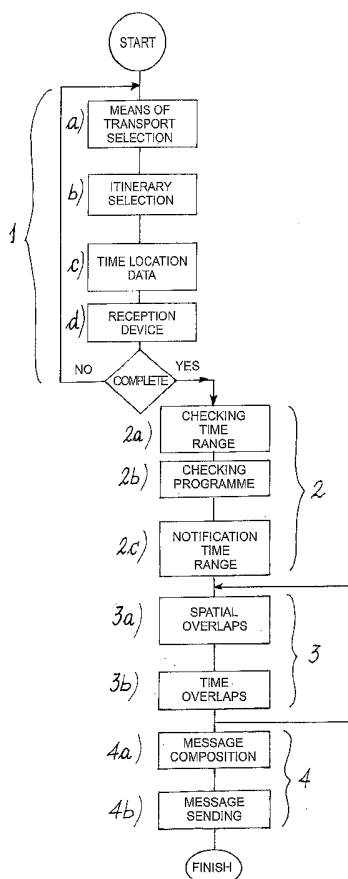 START
a) MEANS OF
TRANSPORT
SELECTION
1
b) ITINERARY
SELECTION
c) TIME LOCATION
DATA
d) RECEPTION
DEVICE
NO
COMPLETE
YES
2a) CHECKING
TIME
RANGE
2b) CHECKING
PROGRAMME
2
2c) NOTIFICATION
TIME
RANGE
3a) SPATIAL
OVERLAPS
3
3b) TIME
OVERLAPS
4a) MESSAGE
COMPOSITION
4
4b) MESSAGE
SENDING
FINISH